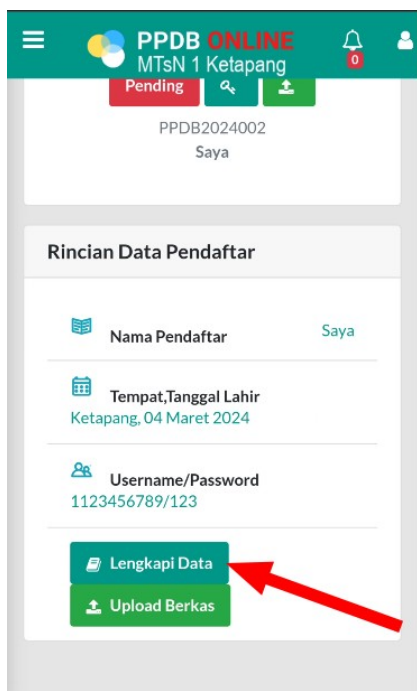 PPDB ONLINE
MTsN 1 Ketapang
0
Pending
PPDB2024002
Saya
Rincian Data Pendaftar
Nama Pendaftar Saya
Tempat,Tanggal Lahir
Ketapang, 04 Maret 2024
Username/Password
1123456789/123
Lengkapi Data
Upload Berkas